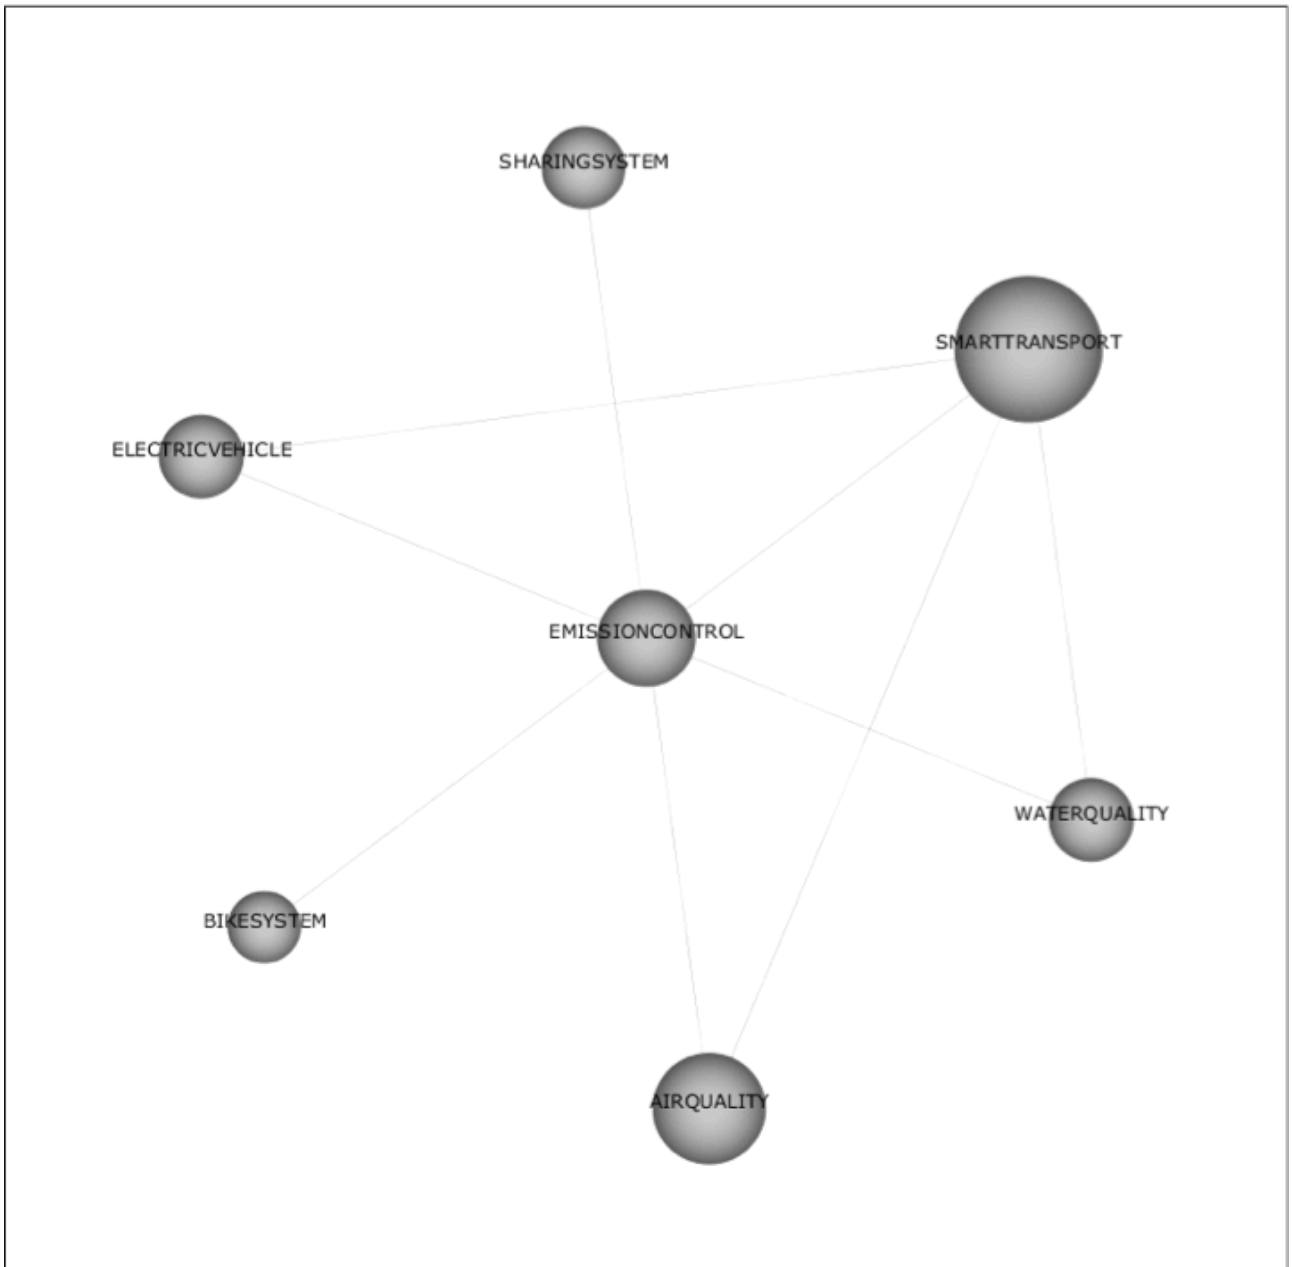 SHARINGSYSTEM
SMARTTRANSPORT
ELECTRICVEHICLE
EMISSIONCONTROL
WATERQUALITY
BIKESYSTEM
AIRQUALITY